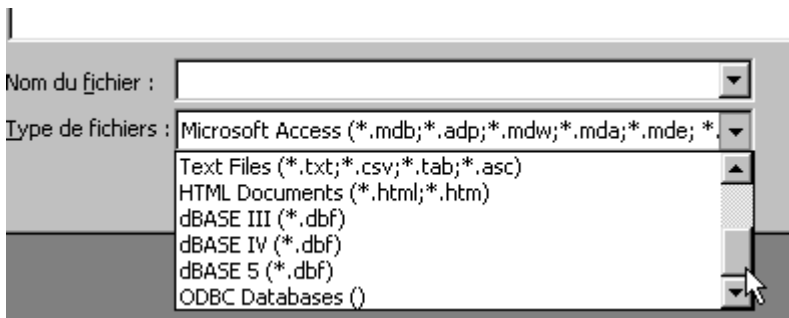 Nom du fichier :
Type de fichiers : Microsoft Access (*.mdb;*.adp;*.mdw;*.mda;*.mde; *.
Text Files (*.txt;*.csv;*.tab;*.asc)
HTML Documents (*.html;*.htm)
dBASE III (*.dbf)
dBASE IV (*.dbf)
dBASE 5 (*.dbf)
ODBC Databases ()